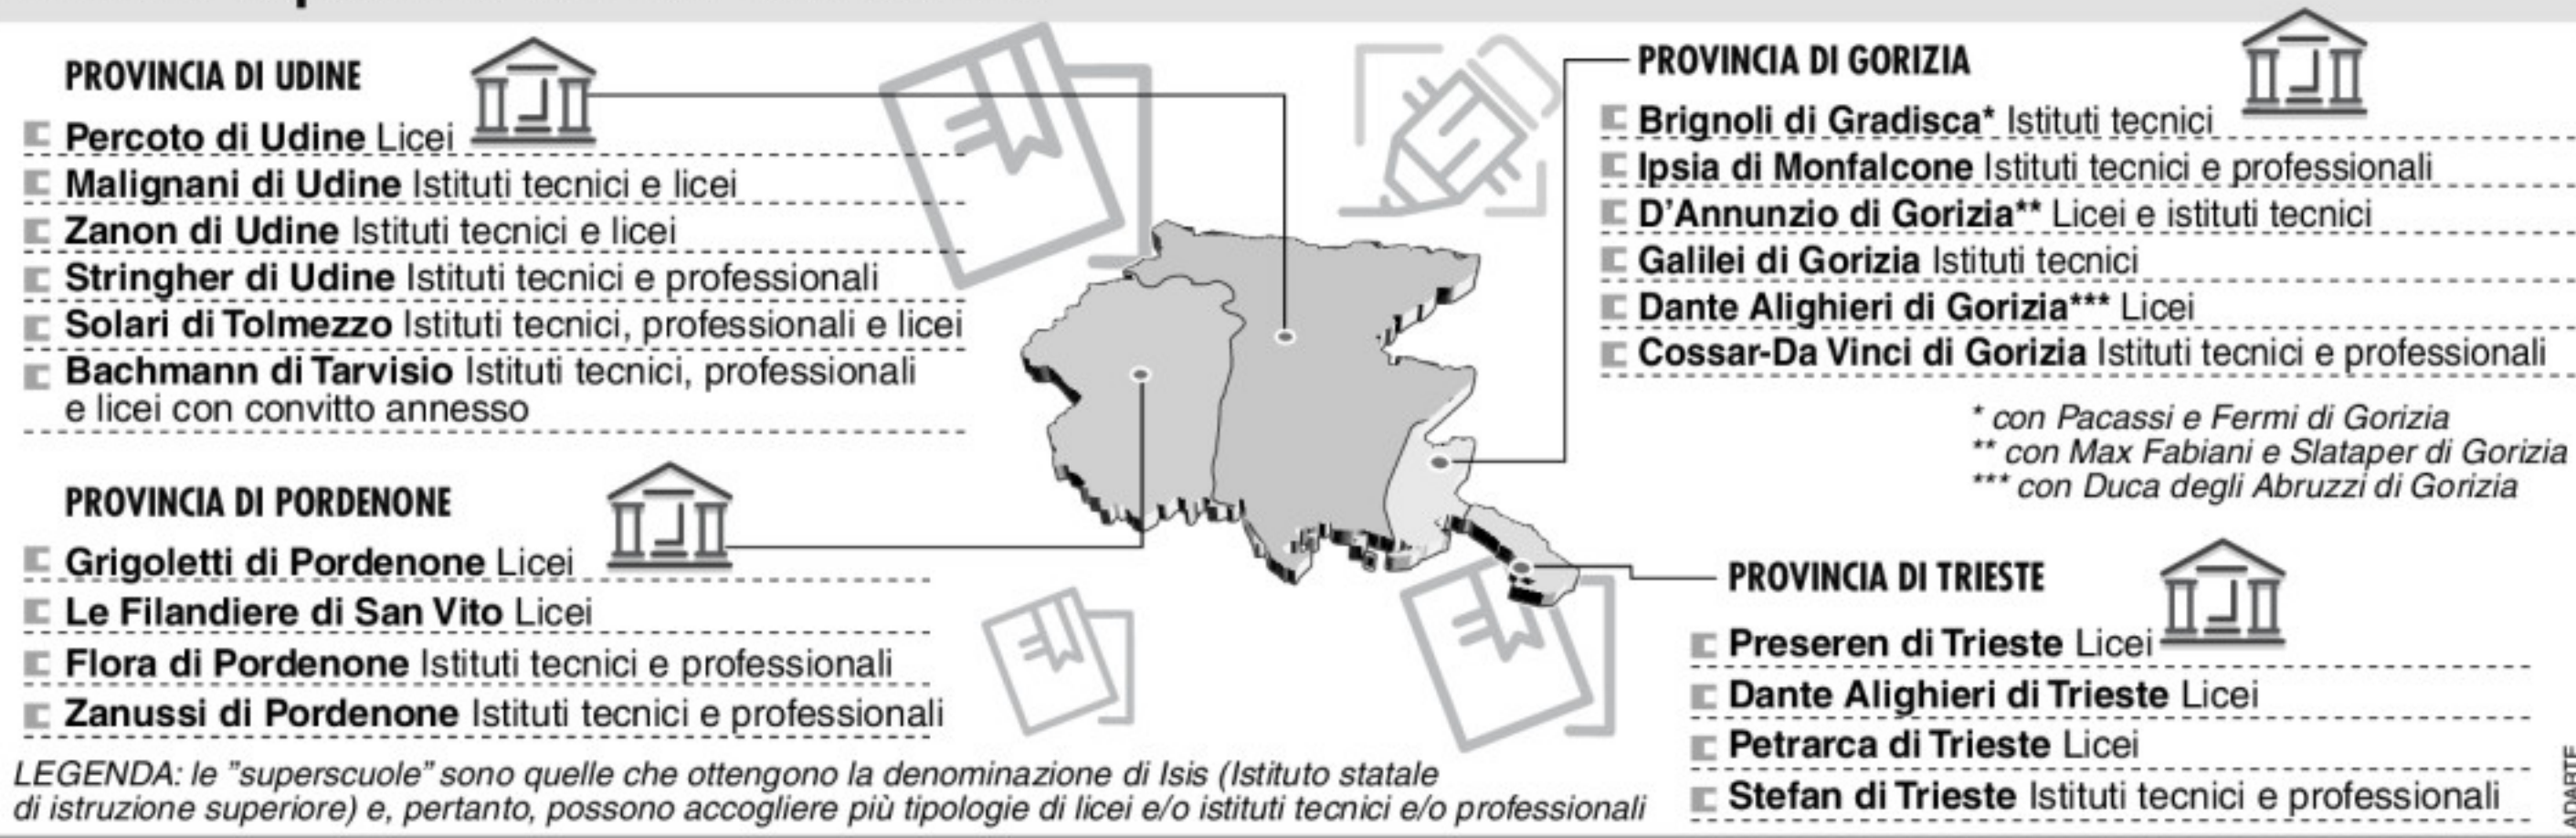 PROVINCIA DI UDINE
Percoto di Udine Licei
Malignani di Udine Istituti tecnici e licei
Zanon di Udine Istituti tecnici e licei
Stringher di Udine Istituti tecnici e professionali
Solari di Tolmezzo Istituti tecnici, professionali e licei
Bachmann di Tarvisio Istituti tecnici, professionali
e licei con convitto annesso
PROVINCIA DI PORDENONE
Grigoletti di Pordenone Licei
Le Filandiere di San Vito Licei
Flora di Pordenone Istituti tecnici e professionali
Zanussi di Pordenone Istituti tecnici e professionali
PROVINCIA DI GORIZIA
Brignoli di Gradisca* Istituti tecnici
Ipsia di Monfalcone Istituti tecnici e professionali
D'Annunzio di Gorizia** Licei e istituti tecnici
Galilei di Gorizia Istituti tecnici
Dante Alighieri di Gorizia*** Licei
Cossar-Da Vinci di Gorizia Istituti tecnici e professionali
* con Pacassi e Fermi di Gorizia
** con Max Fabiani e Slataper di Gorizia
*** con Duca degli Abruzzi di Gorizia
PROVINCIA DI TRIESTE
Preseren di Trieste Licei
Dante Alighieri di Trieste Licei
Petrarca di Trieste Licei
Stefan di Trieste Istituti tecnici e professionali
LEGENDA: le "superscuole" sono quelle che ottengono la denominazione di Isis (Istituto statale
di istruzione superiore) e, pertanto, possono accogliere più tipologie di licei e/o istituti tecnici e/o professionali
ADARTE